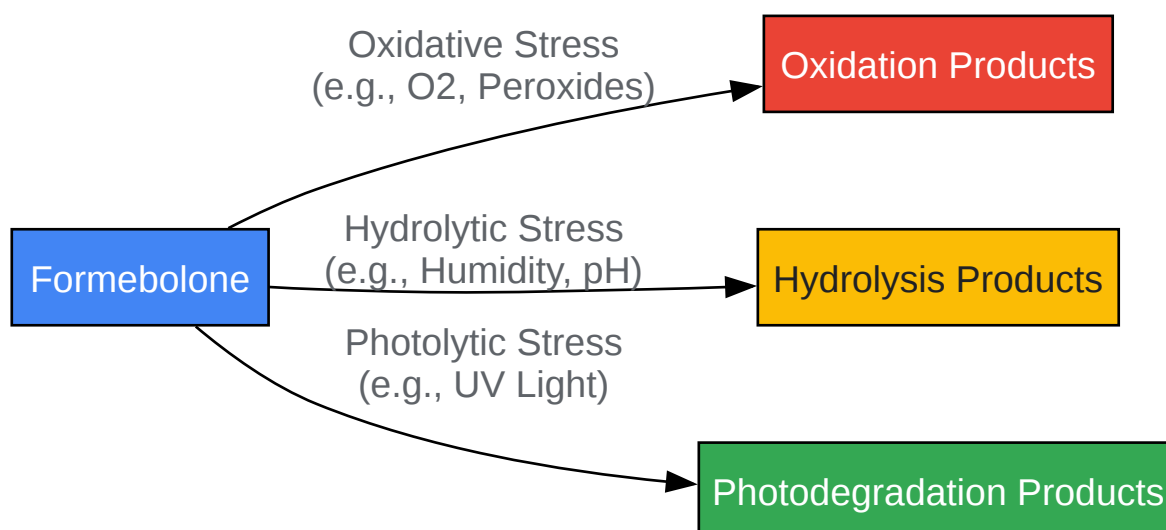 Oxidative Stress
(e.g., O2, Peroxides)
Oxidation Products
Formebolone
Hydrolytic Stress
(e.g., Humidity, pH)
Hydrolysis Products
Photolytic Stress
(e.g., UV Light)
Photodegradation Products